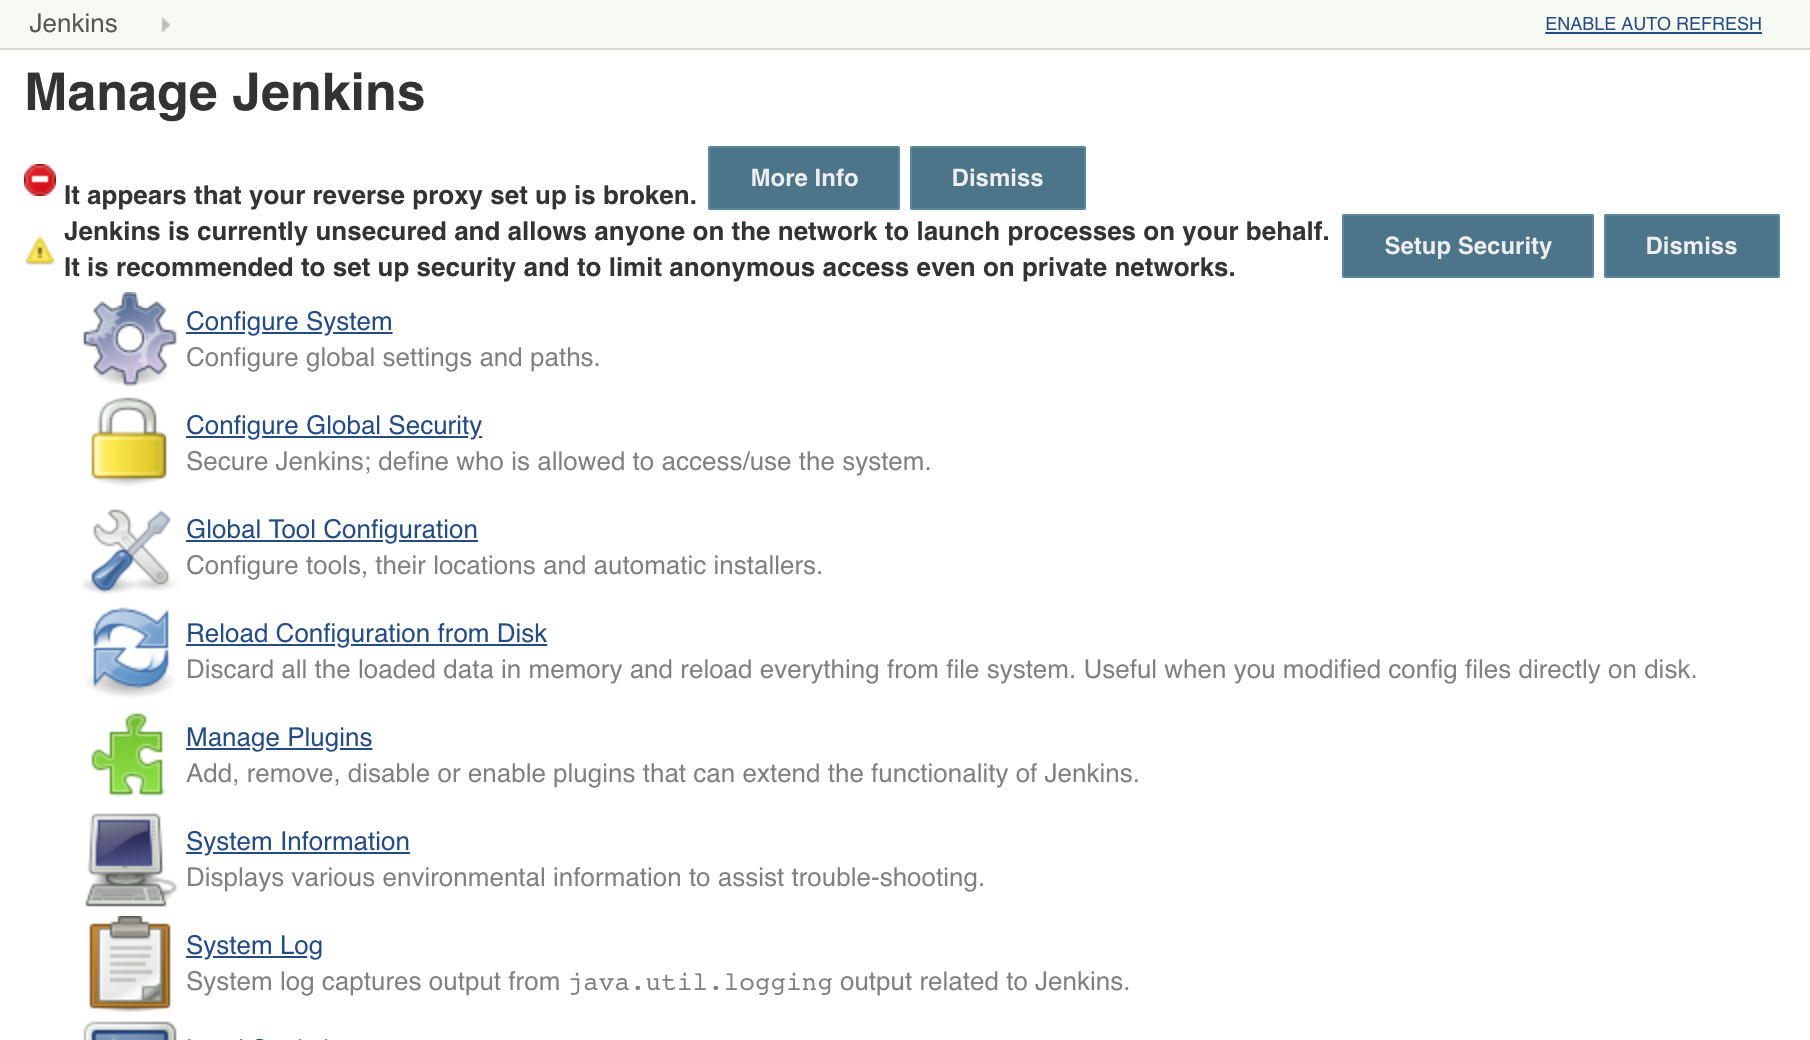 Jenkins
ENABLE AUTO REFRESH
Manage Jenkins
It appears that your reverse proxy set up is broken.
More Info
Dismiss
Jenkins is currently unsecured and allows anyone on the network to launch processes on your behalf.
It is recommended to set up security and to limit anonymous access even on private networks.
Setup Security
Dismiss
Configure System
Configure global settings and paths.
Configure Global Security
Secure Jenkins; define who is allowed to access/use the system.
Global Tool Configuration
Configure tools, their locations and automatic installers.
Reload Configuration from Disk
Discard all the loaded data in memory and reload everything from file system. Useful when you modified config files directly on disk.
Manage Plugins
Add, remove, disable or enable plugins that can extend the functionality of Jenkins.
System Information
Displays various environmental information to assist trouble-shooting.
System Log
System log captures output from java.util.logging output related to Jenkins.